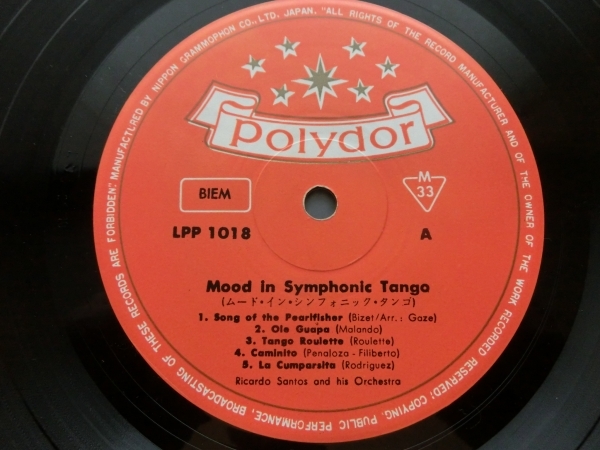 MANUFACTURED BY NIPPON GRAMMOPHON CO., LTD. JAPAN. "ALL RIGHTS OF THE RECORD MANUFACTURER AND OF THE OWNER OF THE WORK RECORDED RESERVED: COPYING, PUBLIC PERFORMANCE, BROADCASTING OF THESE RECORDS ARE FORBIDDEN"
Polydor
BIEM
M
33
LPP 1018
A
Mood in Symphonic Tango
(ムード・イン・シンフォニック・タンゴ)
1. Song of the Pearlfisher (Bizet/Arr.: Gaze)
2. Ole Guapa (Malando)
3. Tango Roulette (Roulette)
4. Caminito (Penaloza - Filiberto)
5. La Cumparsita (Rodriguez)
Ricardo Santos and his Orchestra